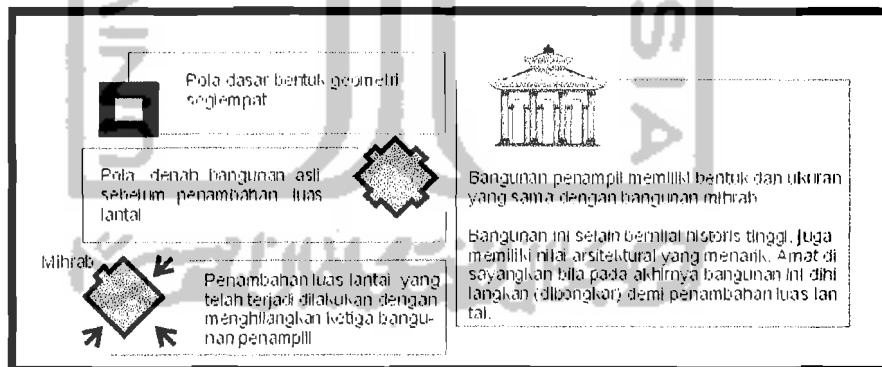 Pola dasar bentuk geometri
segiempat
Pola denah bangunan asli
sebelum penambahan luas
lantai
Mihrab
Penambahan luas lantai yang
telah terjadi dilakukan dengan
menghilangkan ketiga bangu-
nan penampil
Bangunan penampil memiliki bentuk dan ukuran
yang sama dengan bangunan mihrab
Bangunan ini selain bernilai historis tinggi, juga
memiliki nilai arsitektural yang menarik. Amat di
sayangkan bila pada akhirnya bangunan ini dihi
langkan (dibongkar) demi penambahan luas lan
tai.